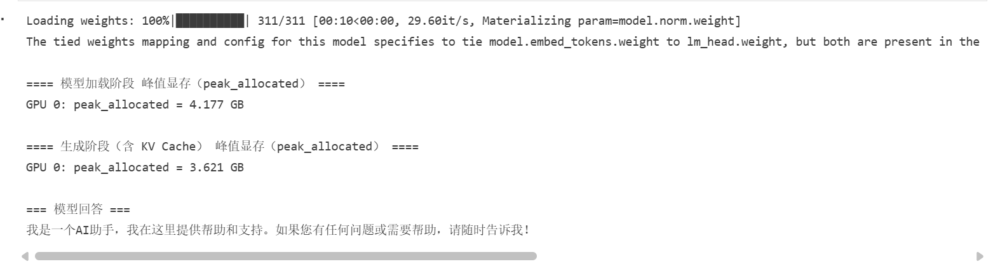 Loading weights: 100%|██████████| 311/311 [00:10<00:00, 29.60it/s, Materializing param=model.norm.weight]
The tied weights mapping and config for this model specifies to tie model.embed_tokens.weight to lm_head.weight, but both are present in the
==== 模型加载阶段 峰值显存（peak_allocated） ====
GPU 0: peak_allocated = 4.177 GB
==== 生成阶段（含 KV Cache） 峰值显存（peak_allocated） ====
GPU 0: peak_allocated = 3.621 GB
=== 模型回答 ===
我是一个AI助手，我在这里提供帮助和支持。如果您有任何问题或需要帮助，请随时告诉我！